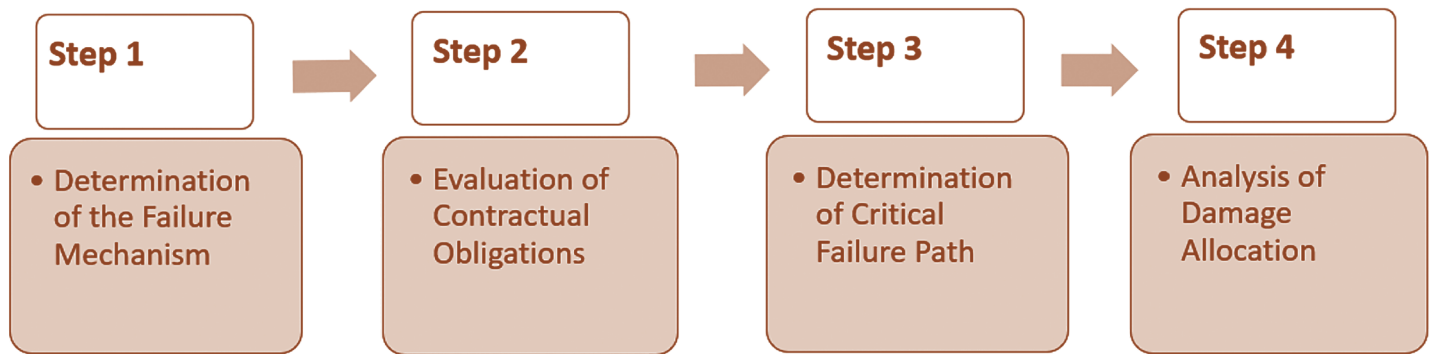 Step 1
• Determination
of the Failure
Mechanism
Step 2
• Evaluation of
Contractual
Obligations
Step 3
• Determination
of Critical
Failure Path
Step 4
• Analysis of
Damage
Allocation